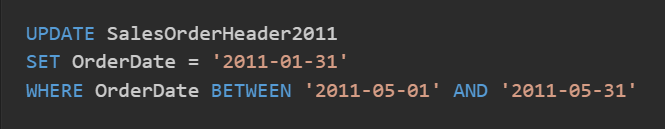 UPDATE SalesOrderHeader2011
SET OrderDate = '2011-01-31'
WHERE OrderDate BETWEEN '2011-05-01' AND '2011-05-31'